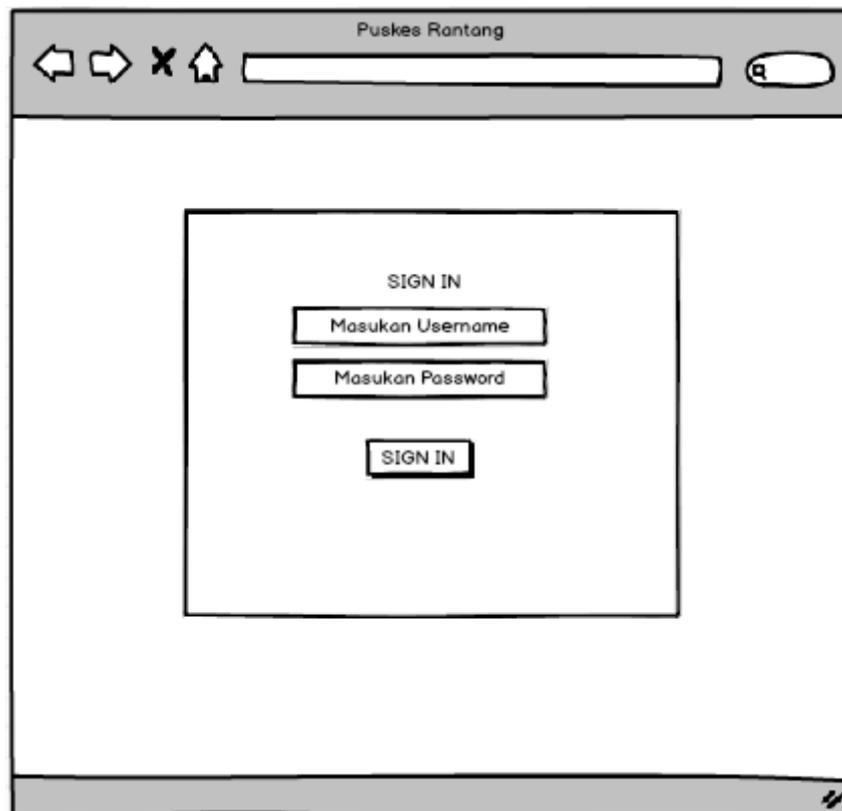 Puskes Rantang
SIGN IN
Masukan Username
Masukan Password
SIGN IN